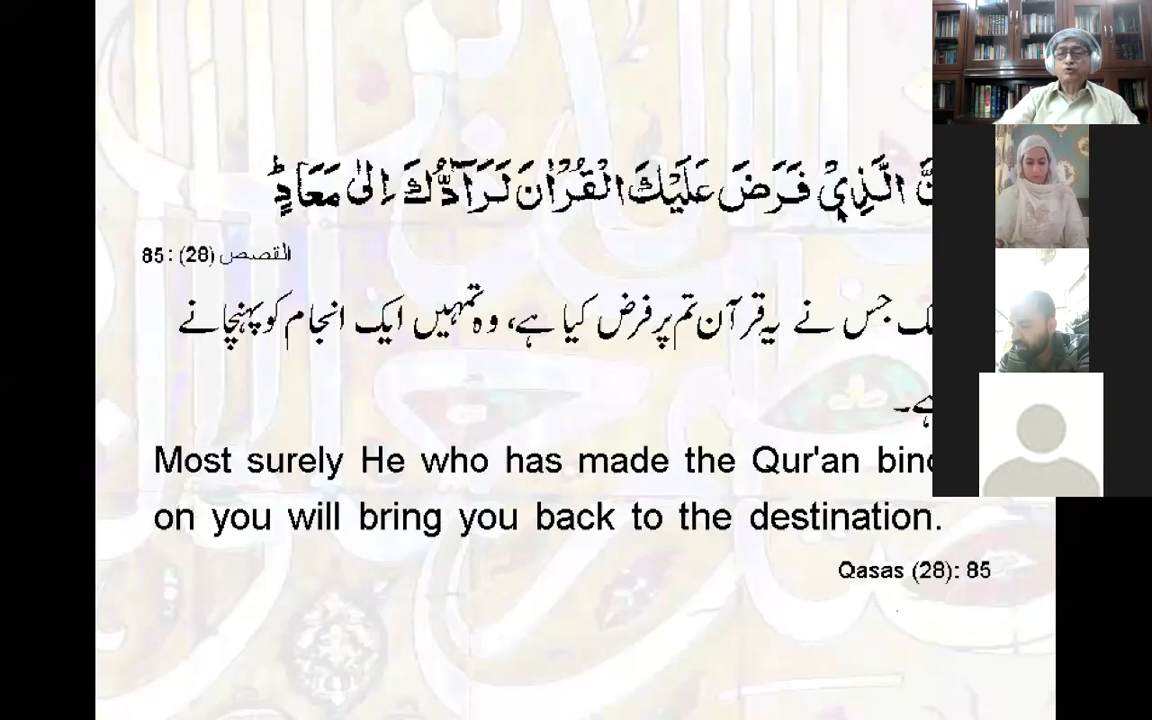 الَّذِيْ فَرَضَ عَلَيْكَ الْقُرْاٰنَ لَرَآدُّكَ اِلٰى مَعَادٍؕ
القصص (28) : 85
جس نے یہ قرآن تم پر فرض کیا ہے، وہ تمہیں ایک انجام کو پہنچانے
ہے۔
Most surely He who has made the Qur'an
on you will bring you back to the destination.
Qasas (28): 85